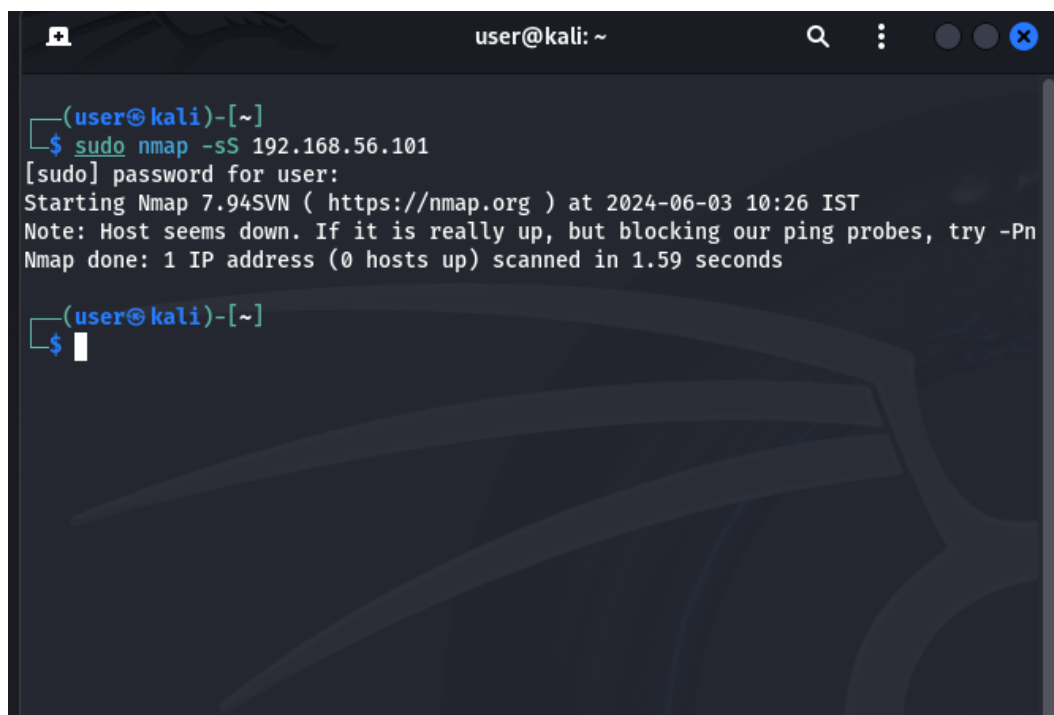 user@kali: ~
┌──(user㉿kali)-[~]
└─$ sudo nmap -sS 192.168.56.101
[sudo] password for user:
Starting Nmap 7.94SVN ( https://nmap.org ) at 2024-06-03 10:26 IST
Note: Host seems down. If it is really up, but blocking our ping probes, try -Pn
Nmap done: 1 IP address (0 hosts up) scanned in 1.59 seconds
┌──(user㉿kali)-[~]
└─$